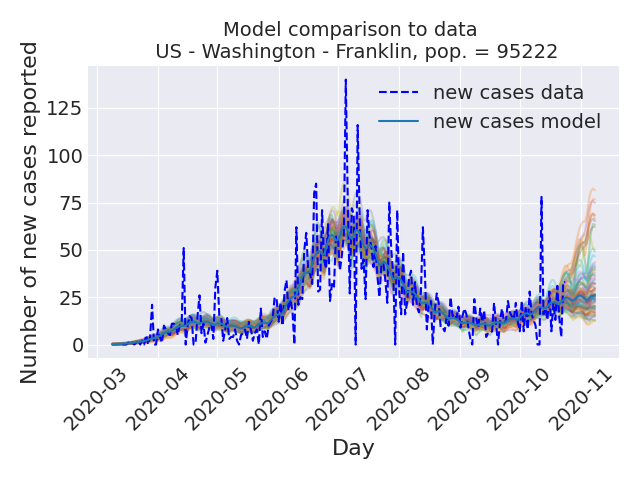 Model comparison to data
US - Washington - Franklin, pop. = 95222
Number of new cases reported
new cases data
new cases model
125
100
75
50
25
0
2020-03
2020-04
2020-05
2020-06
2020-07
2020-08
2020-09
2020-10
2020-11
Day